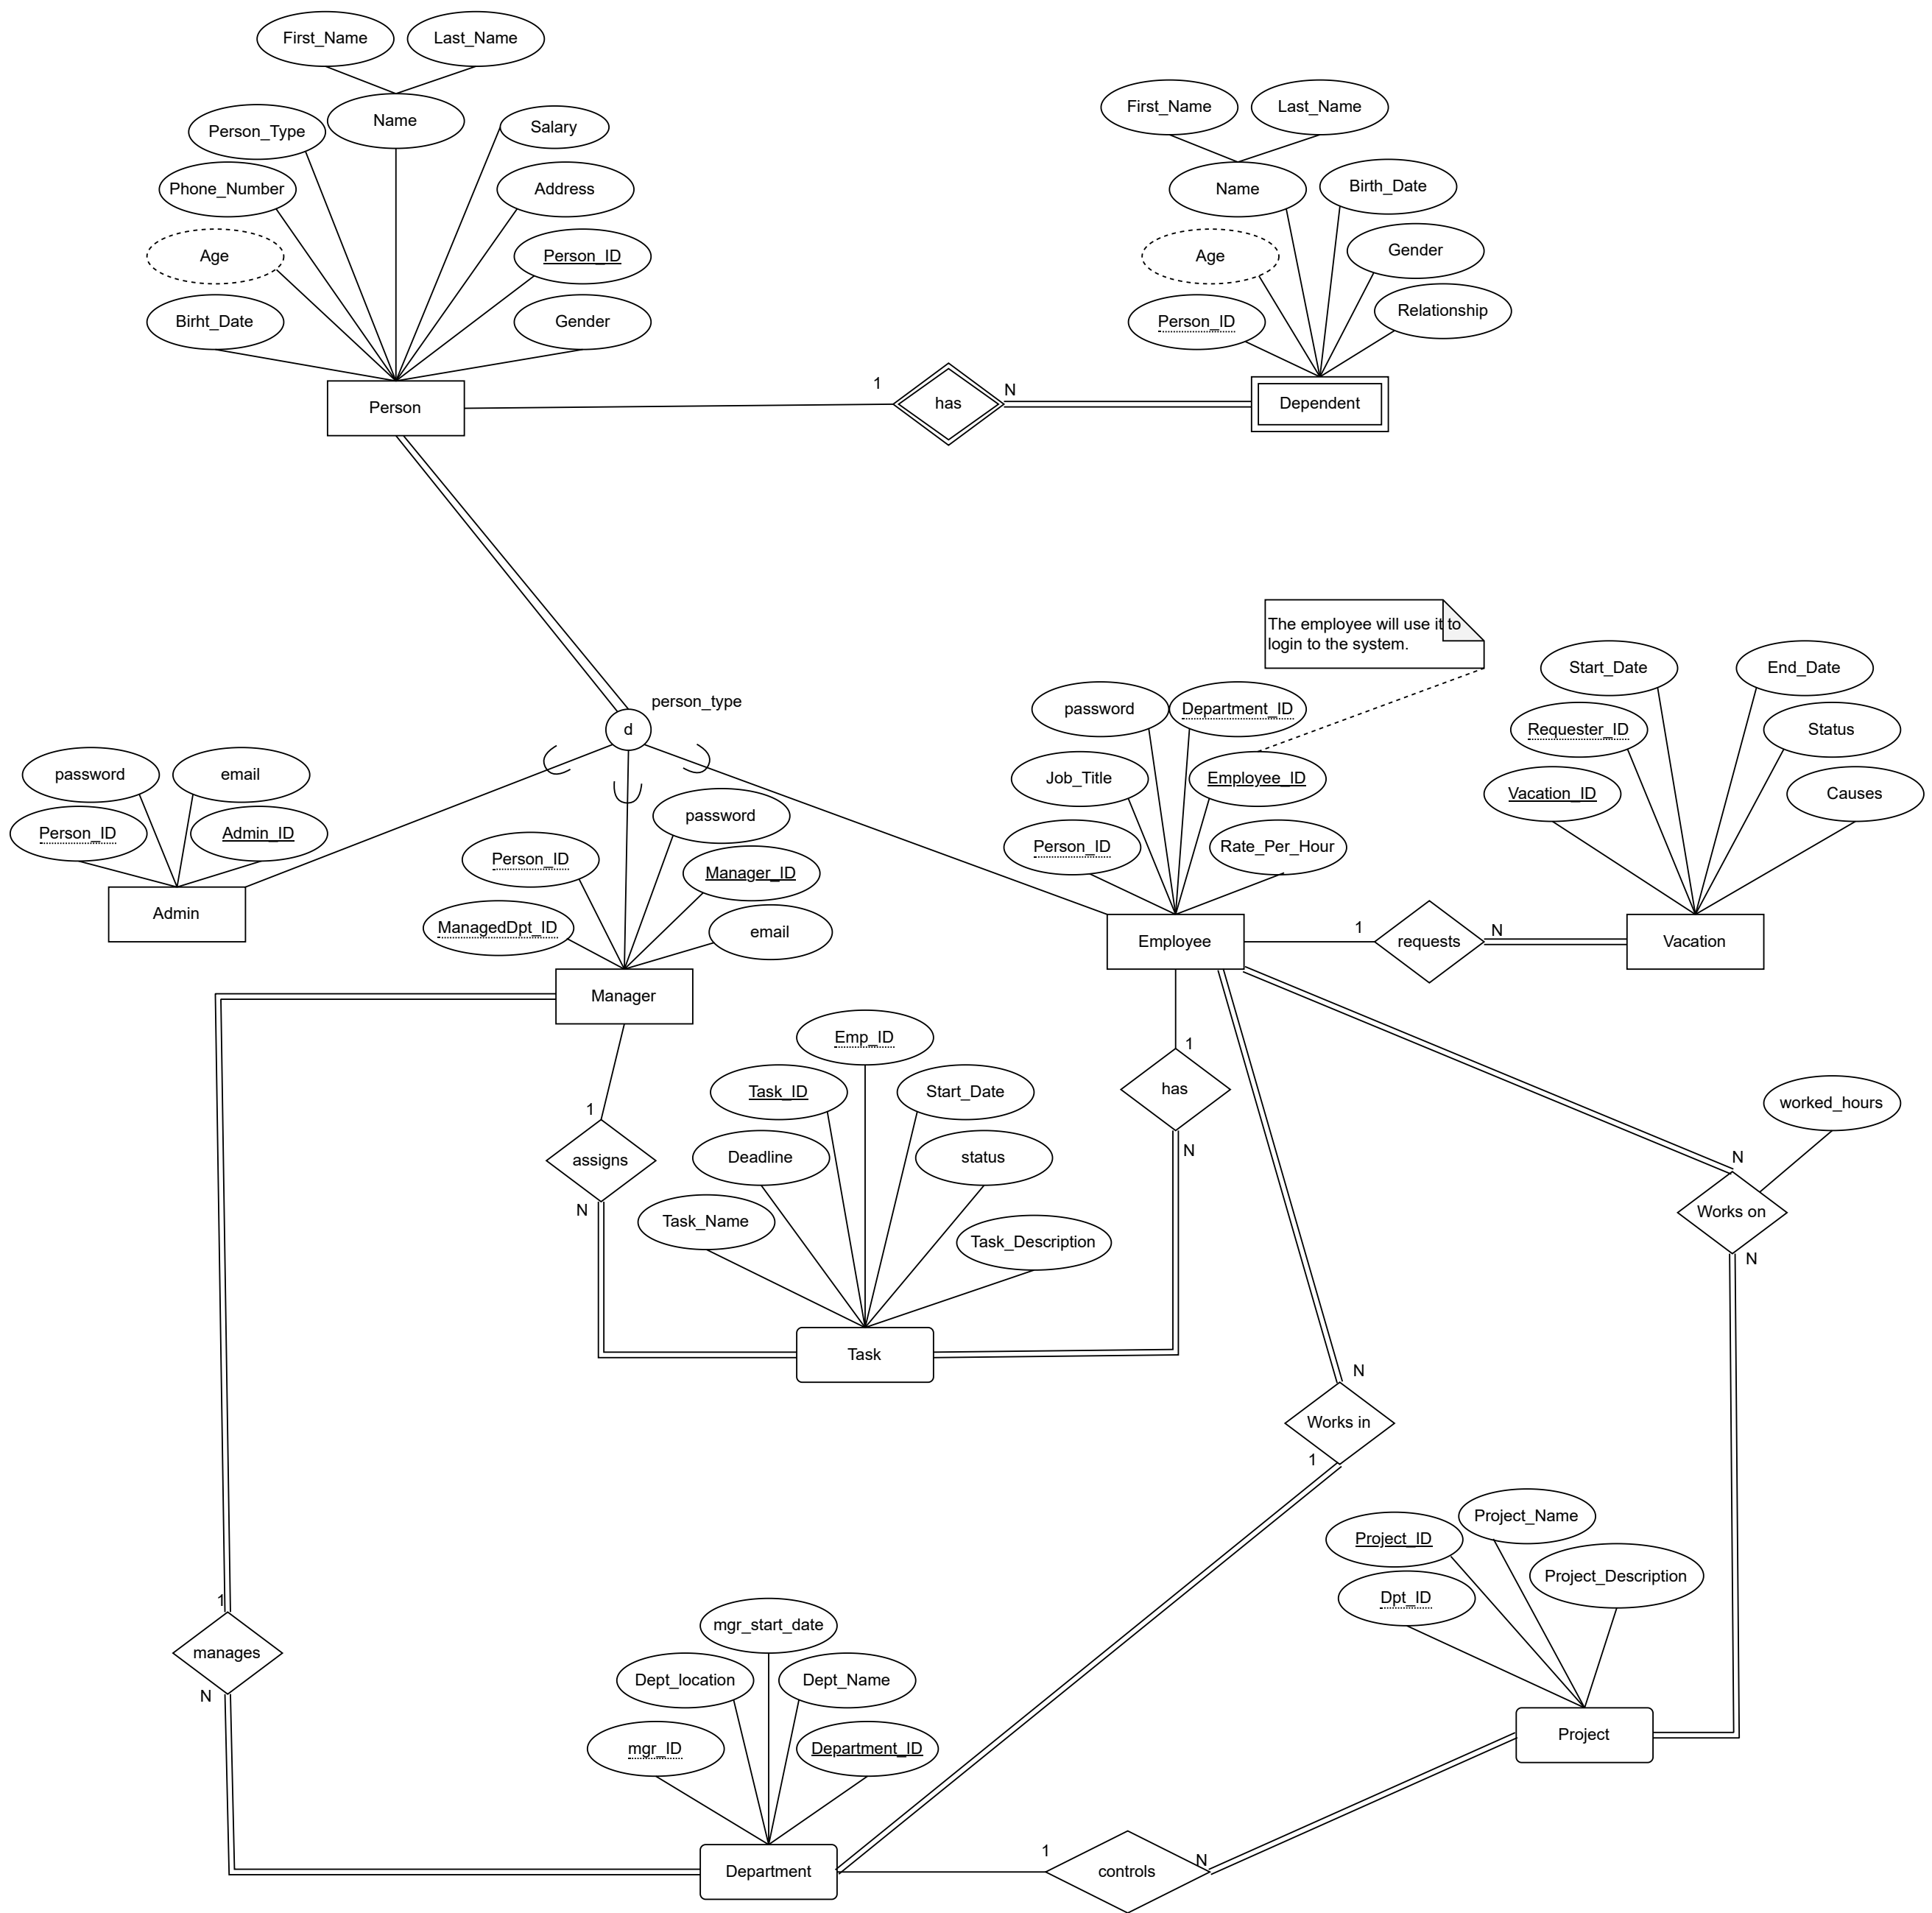 First_Name
Last_Name
Person_Type
Name
Salary
Phone_Number
Address
Age
Person_ID
Birht_Date
Gender
Person
First_Name
Last_Name
Name
Birth_Date
Age
Gender
Person_ID
Relationship
1
has
N
Dependent
The employee will use it to
login to the system.
person_type
d
password
email
Person_ID
Admin_ID
Admin
password
Person_ID
Manager_ID
ManagedDpt_ID
email
Manager
password
Department_ID
Job_Title
Employee_ID
Person_ID
Rate_Per_Hour
Employee
1
requests
N
Start_Date
End_Date
Requester_ID
Status
Vacation_ID
Causes
Vacation
1
assigns
N
Emp_ID
Task_ID
Start_Date
Deadline
status
Task_Name
Task_Description
Task
1
has
N
worked_hours
N
Works on
N
N
Works in
1
Project_Name
Project_ID
Project_Description
Dpt_ID
Project
1
manages
N
mgr_start_date
Dept_location
Dept_Name
mgr_ID
Department_ID
Department
1
controls
N